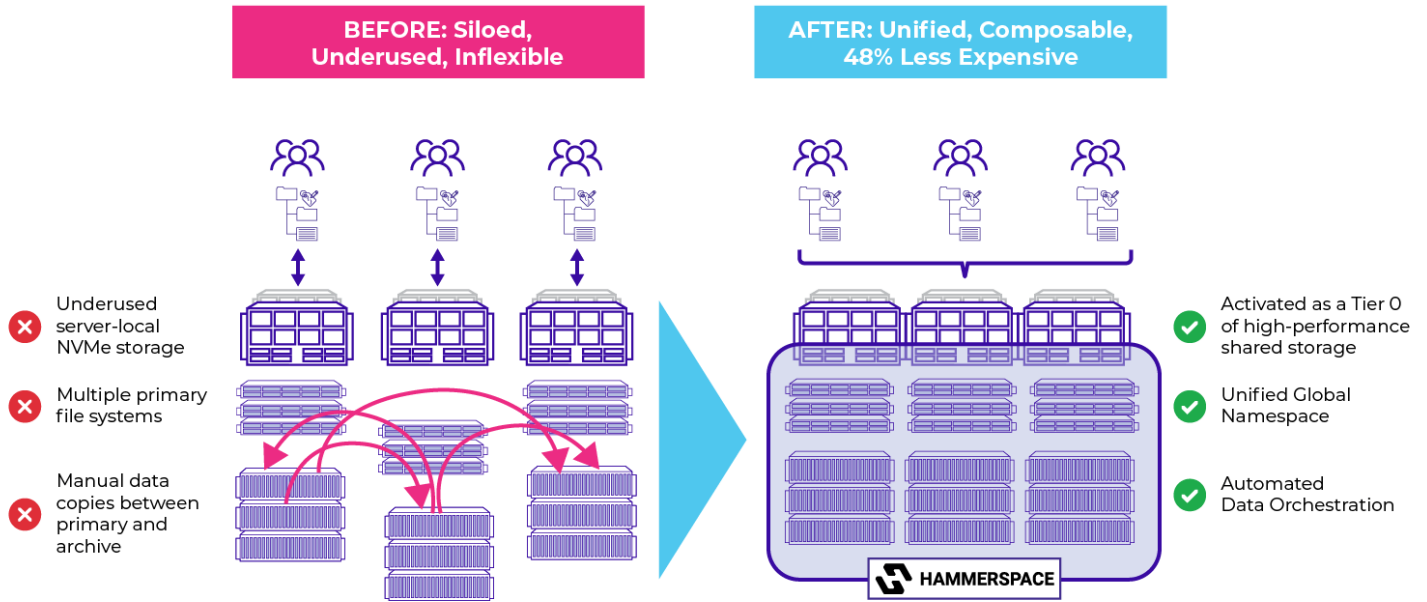 BEFORE: Siloed,
Underused, Inflexible
AFTER: Unified, Composable,
48% Less Expensive
Underused
server-local
NVMe storage
Multiple primary
file systems
Manual data
copies between
primary and
archive
Activated as a Tier 0
of high-performance
shared storage
Unified Global
Namespace
Automated
Data Orchestration
HAMMERSPACE